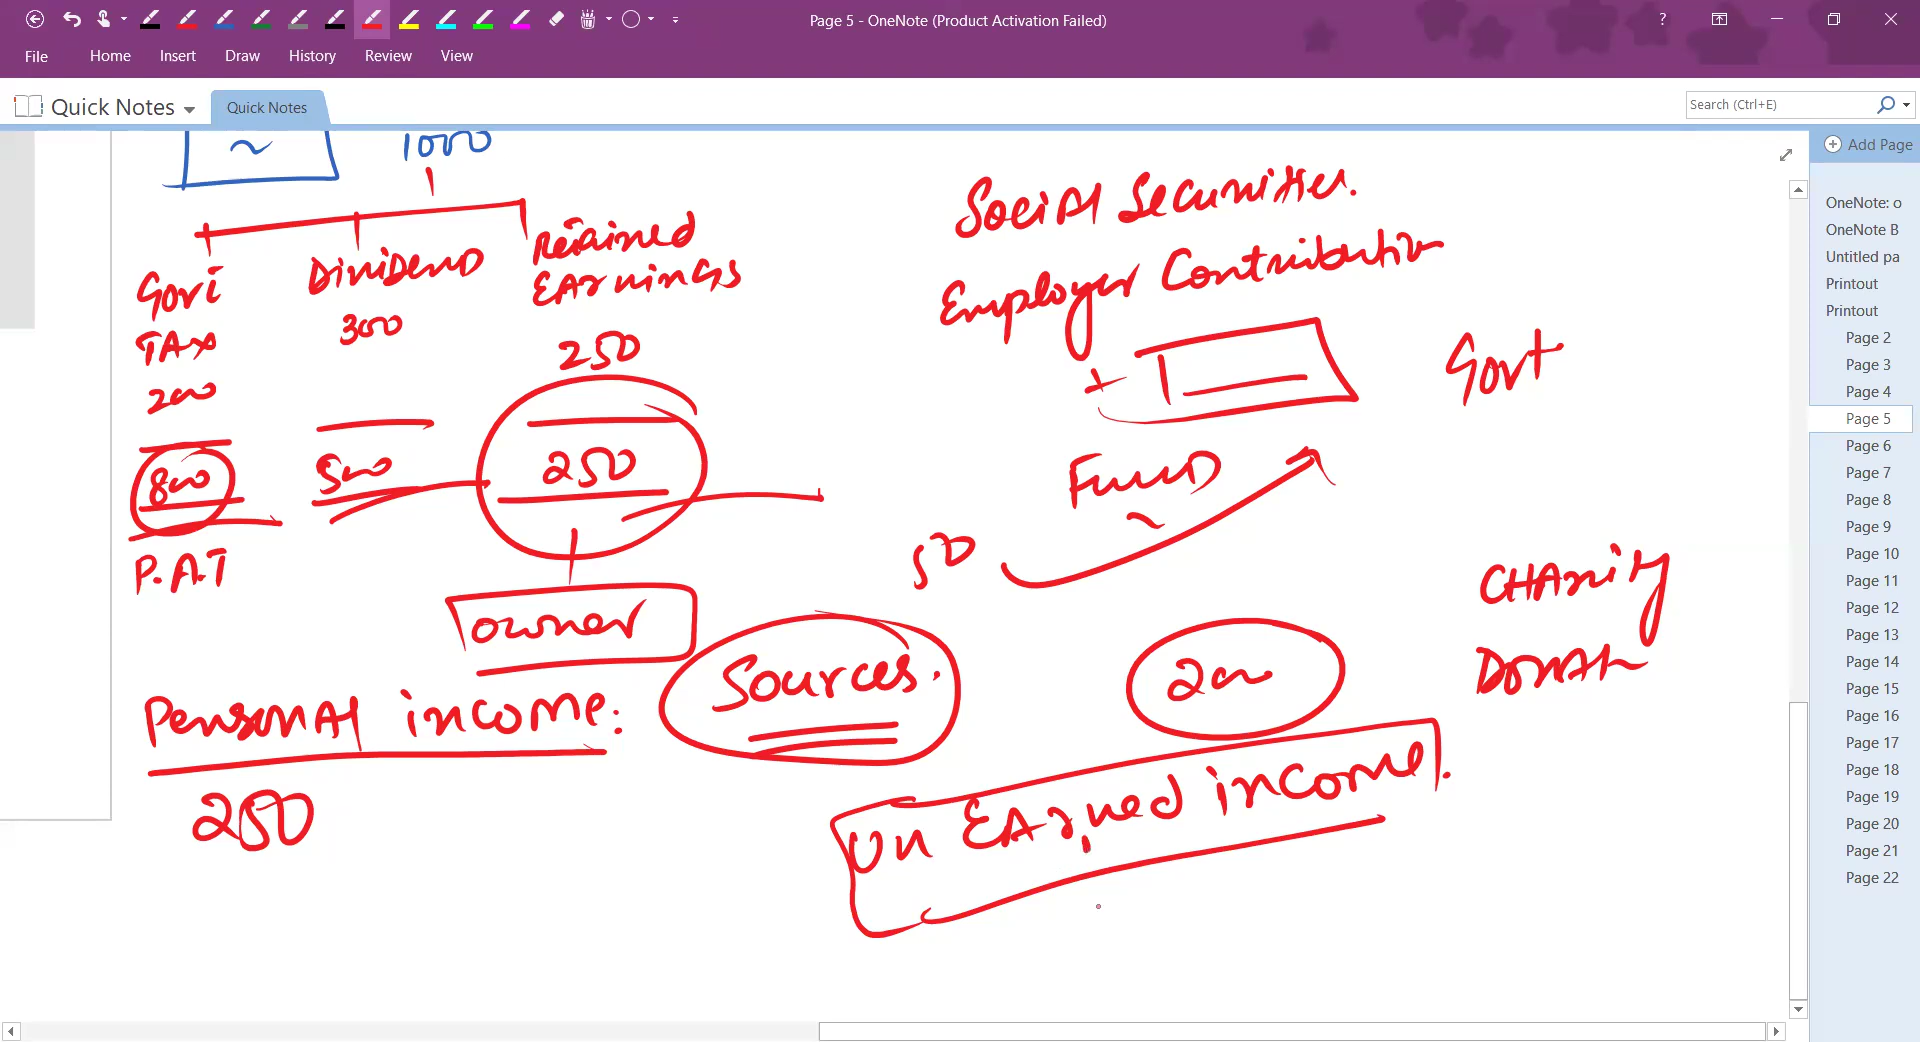 Page 5 - OneNote (Product Activation Failed)
?
File Home Insert Draw History Review View
Quick Notes
Quick Notes
Search (Ctrl+E)
Add Page
OneNote: o
OneNote B
Untitled pa
Printout
Printout
Page 2
Page 3
Page 4
Page 5
Page 6
Page 7
Page 8
Page 9
Page 10
Page 11
Page 12
Page 13
Page 14
Page 15
Page 16
Page 17
Page 18
Page 19
Page 20
Page 21
Page 22
1000
Govt
TAX
200
800
P.A.T
Dividend
300
500
Retained
EArnings
250
250
owner
Social Securities.
Employer Contribution
+
Govt
Fund
50
CHArity
Personal income:
250
Sources.
200
Un EArned income.